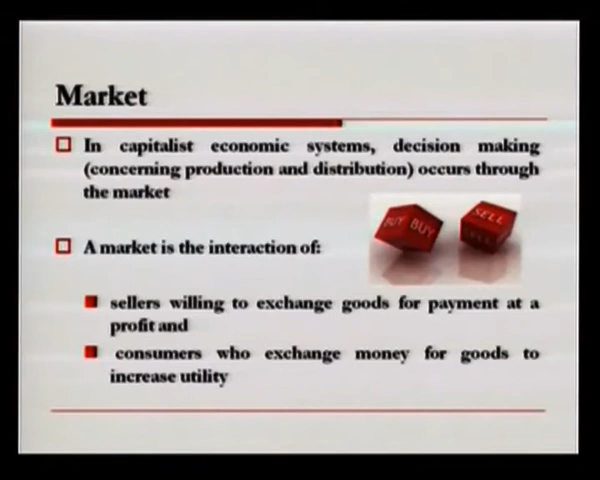 Market
In capitalist economic systems, decision making
(concerning production and distribution) occurs through
the market
BUY BUY SELL SELL
A market is the interaction of:
sellers willing to exchange goods for payment at a
profit and
consumers who exchange money for goods to
increase utility